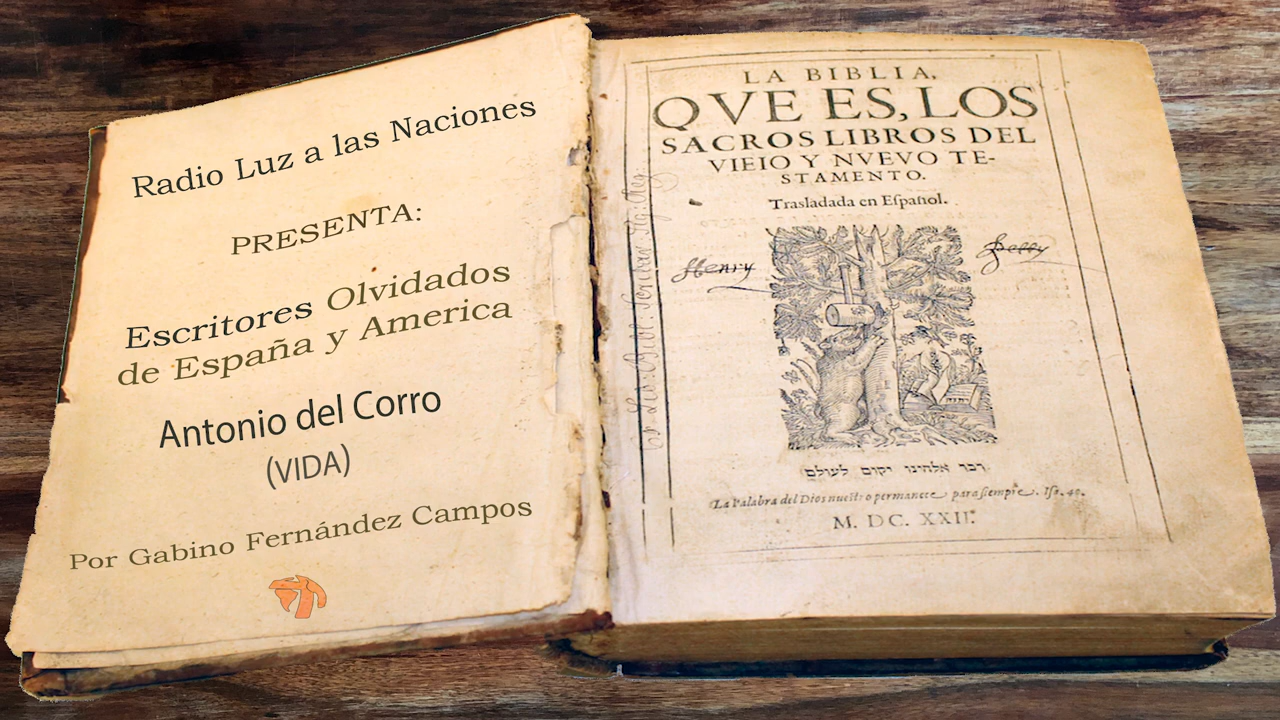 Radio Luz a las Naciones
PRESENTA:
Escritores Olvidados
de España y America
Antonio del Corro
(VIDA)
Por Gabino Fernández Campos
LA BIBLIA,
QVE ES, LOS
SACROS LIBROS DEL
VIEIO Y NVEVO TE-
STAMENTO.
Trasladada en Español.
Henry
דבר אלהינו יקום לעולם
La Palabra del Dios nuestro permanece para siempre. Isa. 40.
M. DC. XXII.